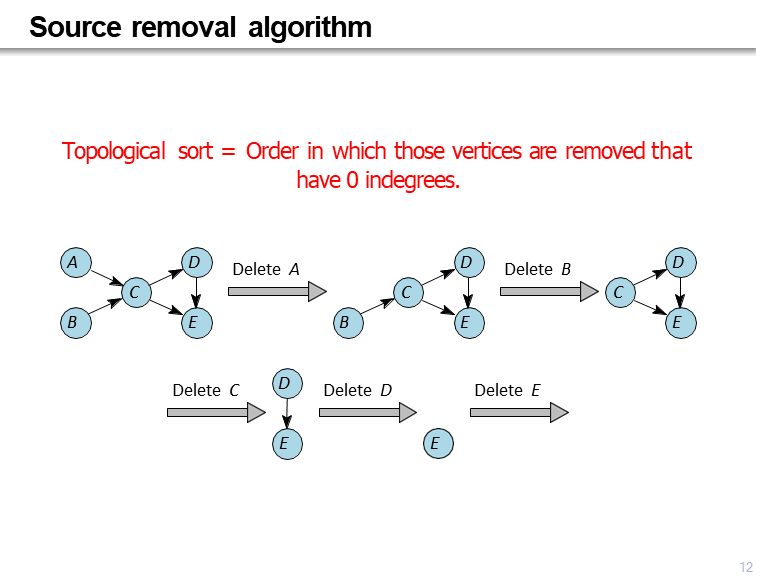 Source removal algorithm
Topological sort = Order in which those vertices are removed that
have 0 indegrees.
A
D
C
B
E
Delete A
D
C
B
E
Delete B
D
C
E
Delete C
D
E
Delete D
E
Delete E
12